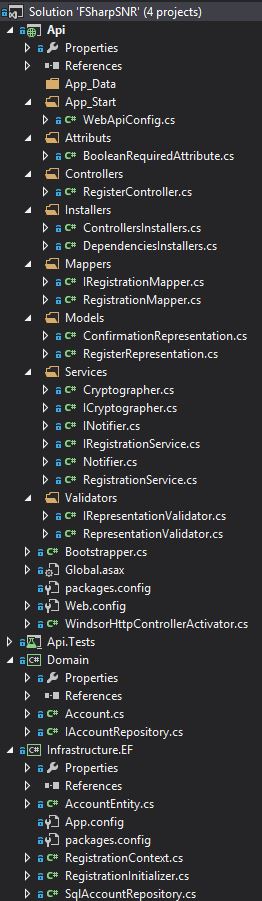 Solution 'FSharpSNR' (4 projects)
Api
Properties
References
App_Data
App_Start
WebApiConfig.cs
Attributs
BooleanRequiredAttribute.cs
Controllers
RegisterController.cs
Installers
ControllersInstallers.cs
DependenciesInstallers.cs
Mappers
IRegistrationMapper.cs
RegistrationMapper.cs
Models
ConfirmationRepresentation.cs
RegisterRepresentation.cs
Services
Cryptographer.cs
ICryptographer.cs
INotifier.cs
IRegistrationService.cs
Notifier.cs
RegistrationService.cs
Validators
IRepresentationValidator.cs
RepresentationValidator.cs
Bootstrapper.cs
Global.asax
packages.config
Web.config
WindsorHttpControllerActivator.cs
Api.Tests
Domain
Properties
References
Account.cs
IAccountRepository.cs
Infrastructure.EF
Properties
References
AccountEntity.cs
App.config
packages.config
RegistrationContext.cs
RegistrationInitializer.cs
SqlAccountRepository.cs